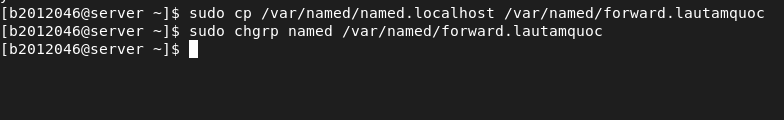 [b2012046@server ~]$ sudo cp /var/named/named.localhost /var/named/forward.lautamquoc
[b2012046@server ~]$ sudo chgrp named /var/named/forward.lautamquoc
[b2012046@server ~]$